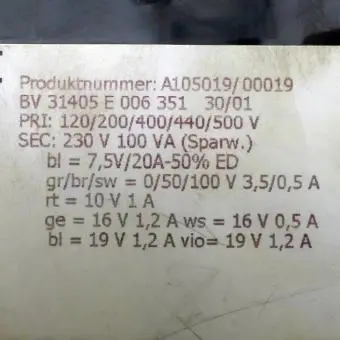 Produktnummer: A105019/00019
BV 31405 E 006 351 30/01
PRI: 120/200/400/440/500 V
SEC: 230 V 100 VA (Sparw.)
bl = 7,5V/20A-50% ED
gr/br/sw = 0/50/100 V 3,5/0,5 A
rt = 10 V 1 A
ge = 16 V 1,2 A ws = 16 V 0,5 A
bl = 19 V 1,2 A vio= 19 V 1,2 A